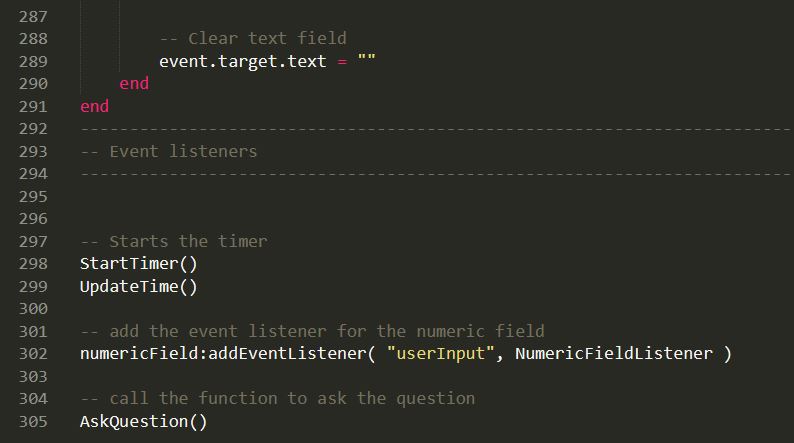 287
288 -- Clear text field
289 event.target.text = ""
290 end
291 end
292 ------------------------------------------------------------------------
293 -- Event listeners
294 ------------------------------------------------------------------------
295
296
297 -- Starts the timer
298 StartTimer()
299 UpdateTime()
300
301 -- add the event listener for the numeric field
302 numericField:addEventListener( "userInput", NumericFieldListener )
303
304 -- call the function to ask the question
305 AskQuestion()